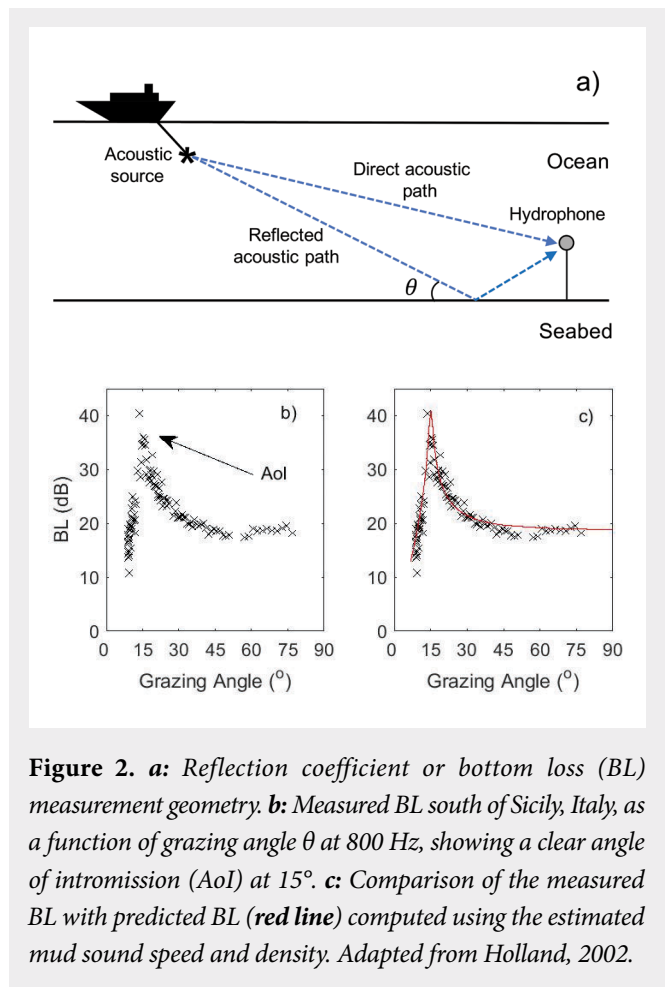 a)
Acoustic
source
Ocean
Direct acoustic
path
Hydrophone
Reflected
acoustic path
θ
Seabed
40
30
20
10
0
BL (dB)
b)
AoI
0 15 30 45 60 75 90
Grazing Angle (o)
40
30
20
10
0
c)
0 15 30 45 60 75 90
Grazing Angle (o)
Figure 2. a: Reflection coefficient or bottom loss (BL)
measurement geometry. b: Measured BL south of Sicily, Italy, as
a function of grazing angle θ at 800 Hz, showing a clear angle
of intromission (AoI) at 15°. c: Comparison of the measured
BL with predicted BL (red line) computed using the estimated
mud sound speed and density. Adapted from Holland, 2002.